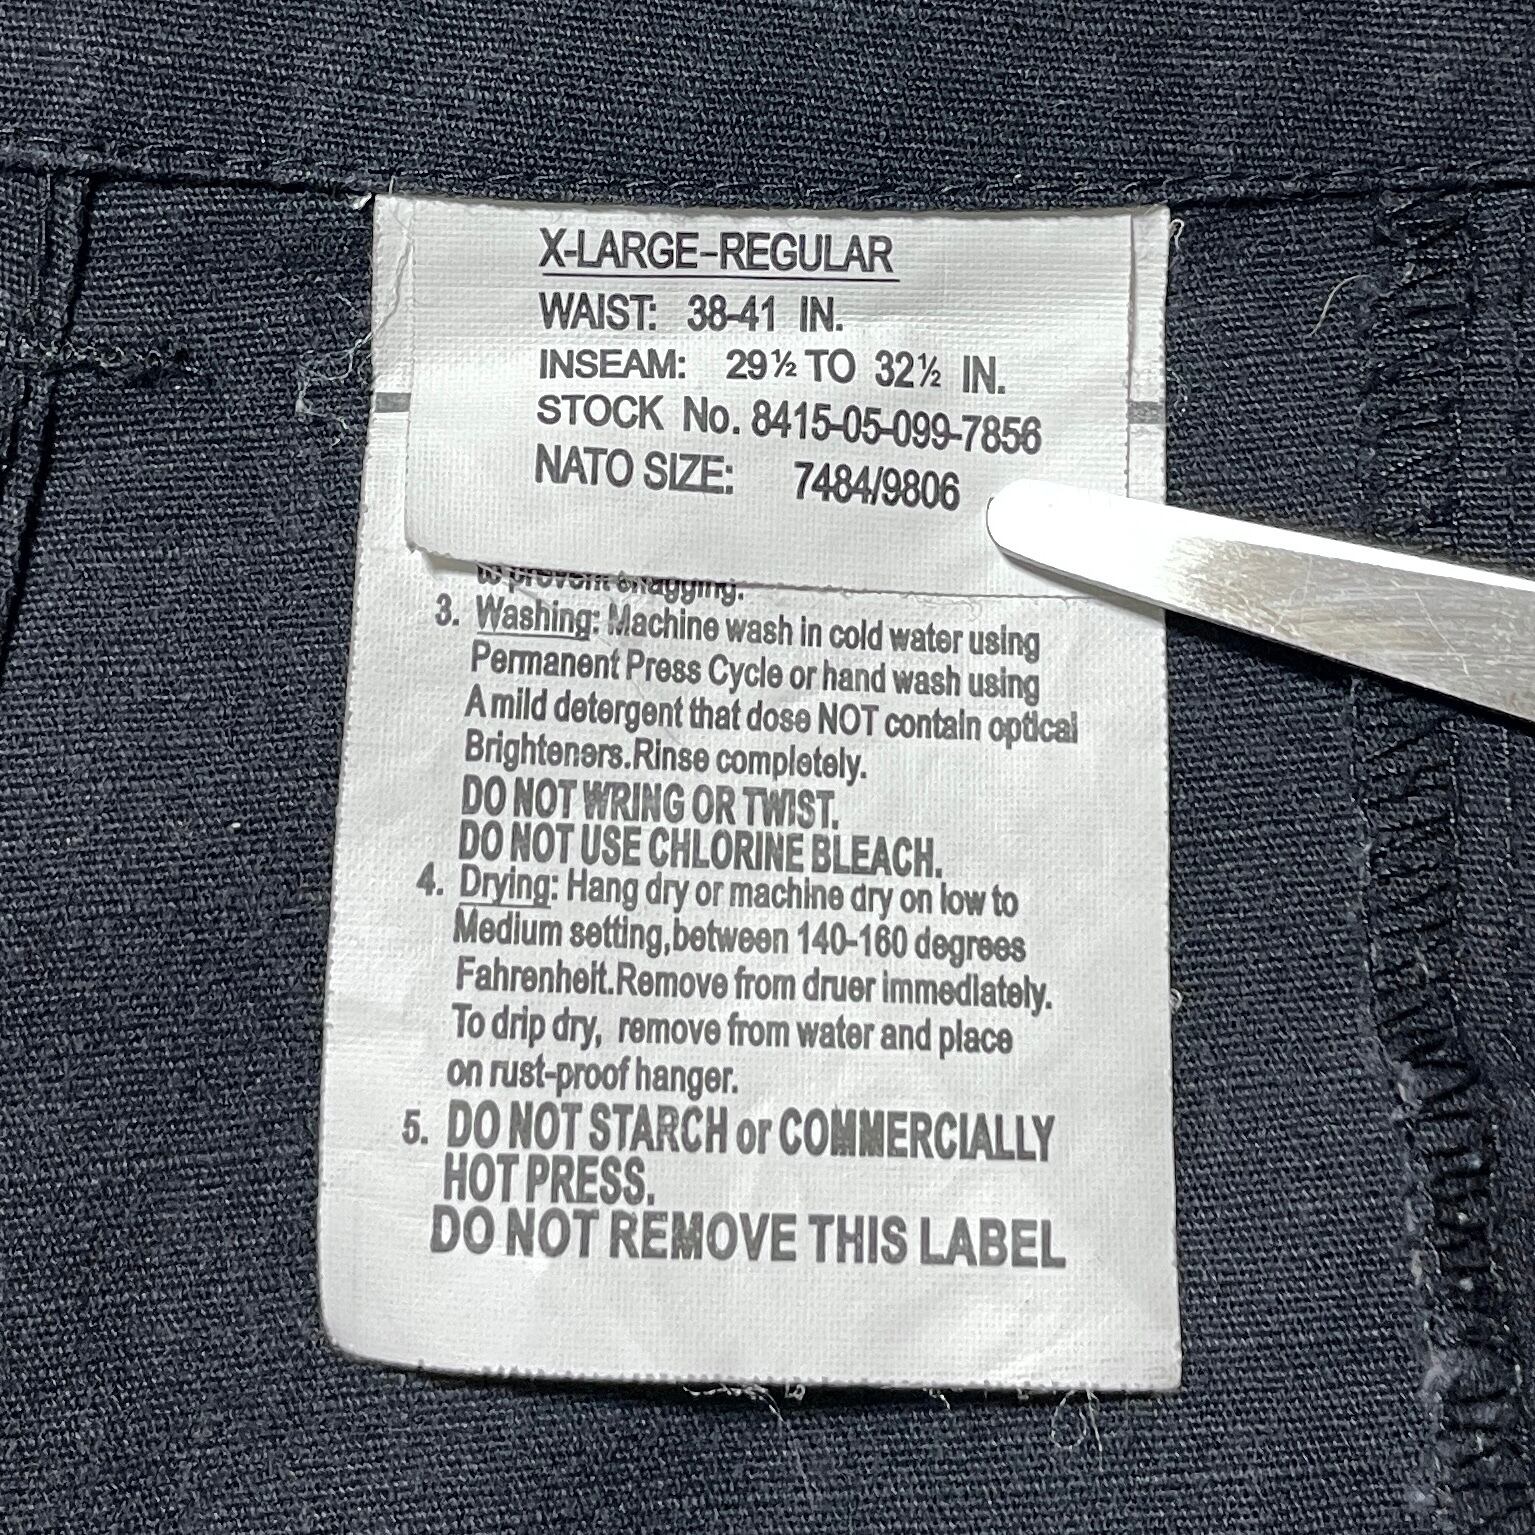 X-LARGE-REGULAR
WAIST: 38-41 IN.
INSEAM: 29½ TO 32½ IN.
STOCK No. 8415-05-099-7856
NATO SIZE: 7484/9806
to prevent snagging.
3. Washing: Machine wash in cold water using
Permanent Press Cycle or hand wash using
A mild detergent that dose NOT contain optical
Brighteners.Rinse completely.
DO NOT WRING OR TWIST.
DO NOT USE CHLORINE BLEACH.
4. Drying: Hang dry or machine dry on low to
Medium setting,between 140-160 degrees
Fahrenheit.Remove from druer immediately.
To drip dry, remove from water and place
on rust-proof hanger.
5. DO NOT STARCH or COMMERCIALLY
HOT PRESS.
DO NOT REMOVE THIS LABEL